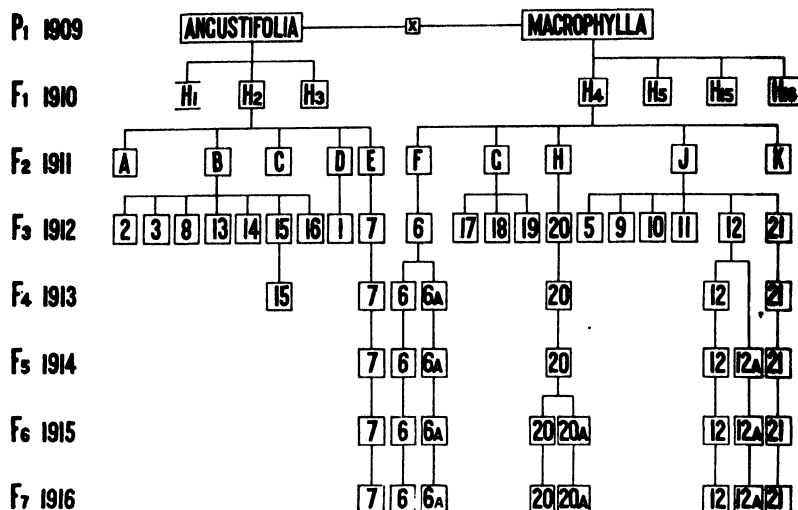 P1 1909 ANGUSTIFOLIA x MACROPHYLLA
F1 1910 H1 H2 H3 H4 H5 H15 H16
F2 1911 A B C D E F G H J K
F3 1912 2 3 8 13 14 15 16 1 7 6 17 18 19 20 5 9 10 11 12 21
F4 1913 15 7 6 6A 20 12 21
F5 1914 7 6 6A 20 12 12A 21
F6 1915 7 6 6A 20 20A 12 12A 21
F7 1916 7 6 6A 20 20A 12 12A 21